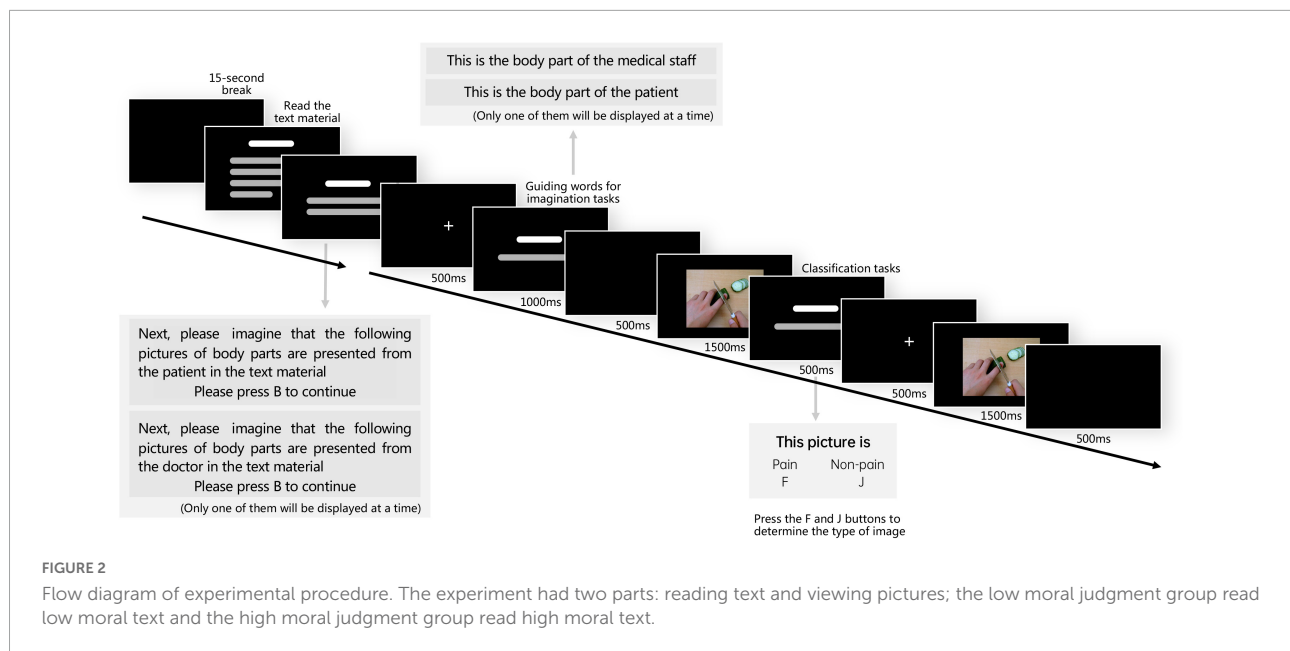 15-second
break
Read the
text material
This is the body part of the medical staff
This is the body part of the patient
(Only one of them will be displayed at a time)
Guiding words for
imagination tasks
+
500ms
1000ms
500ms
1500ms
Classification tasks
500ms
+
500ms
1500ms
500ms
Next, please imagine that the following
pictures of body parts are presented from
the patient in the text material
Please press B to continue
Next, please imagine that the following
pictures of body parts are presented from
the doctor in the text material
Please press B to continue
(Only one of them will be displayed at a time)
This picture is
Pain Non-pain
F J
Press the F and J buttons to
determine the type of image
FIGURE 2
Flow diagram of experimental procedure. The experiment had two parts: reading text and viewing pictures; the low moral judgment group read
low moral text and the high moral judgment group read high moral text.